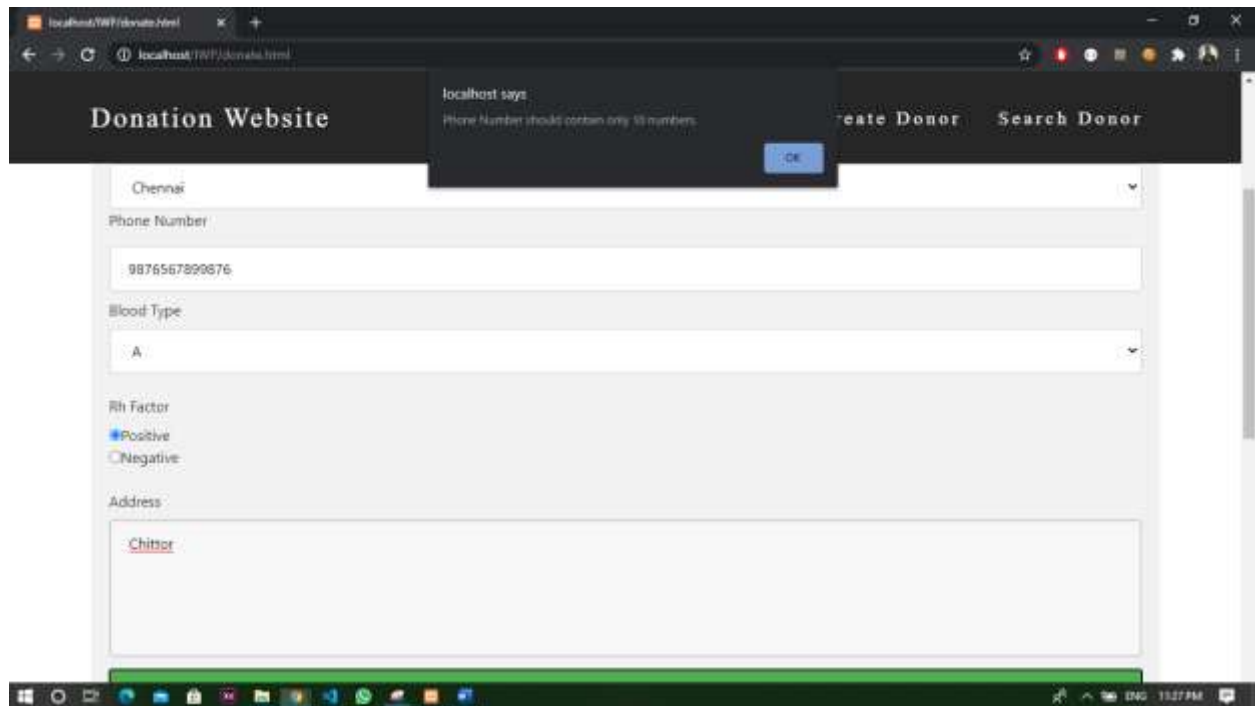 localhost/IWP/donate.html
localhost/IWP/donate.html
localhost says
Phone Number should contain only 10 numbers.
OK
Donation Website
reate Donor
Search Donor
Chennai
Phone Number
9876567899876
Blood Type
A
Rh Factor
Positive
Negative
Address
Chittor
ENG
11:27 PM